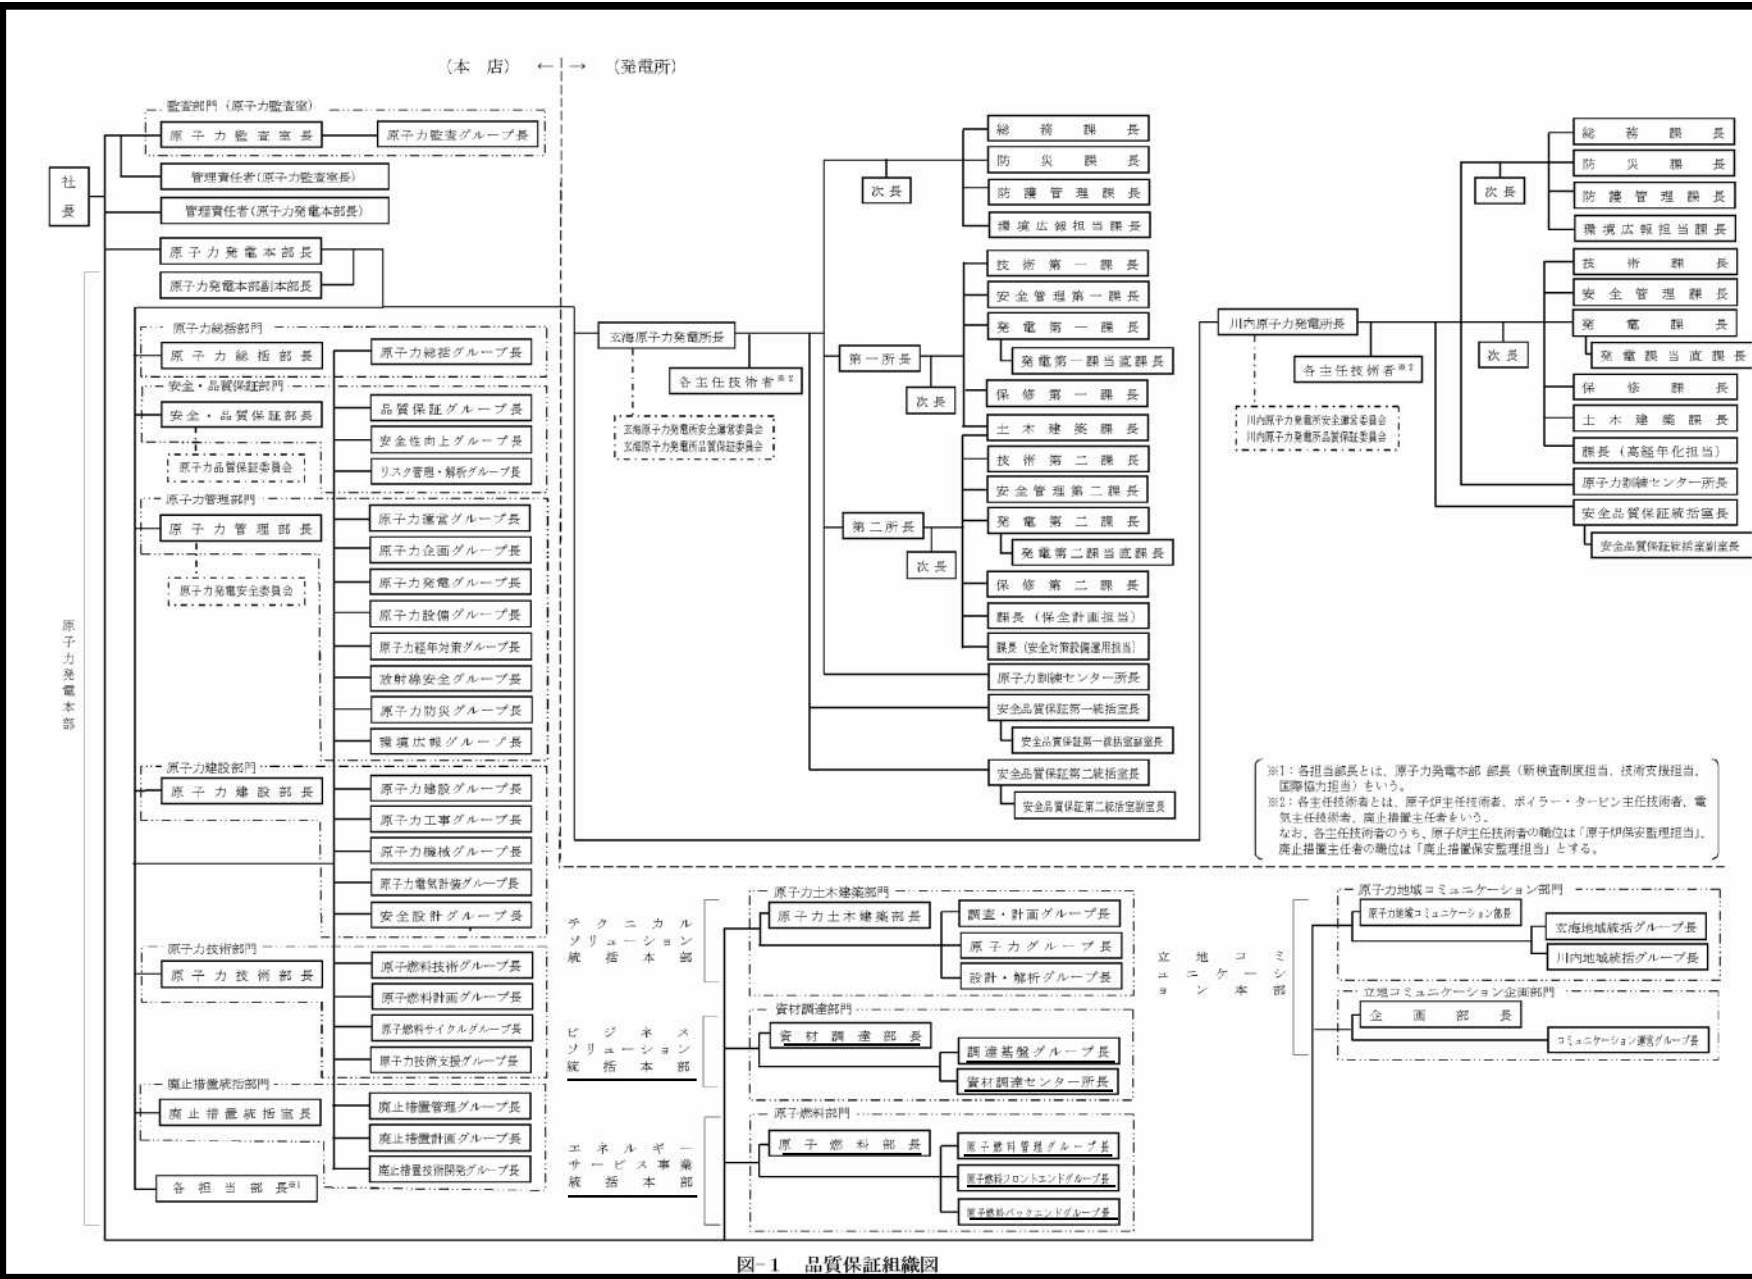 （本　店）　←　→　（発電所）
監査部門（原子力監査室）
原子力監査室長
原子力監査グループ長
社長
管理責任者（原子力監査室長）
管理責任者（原子力発電本部長）
原子力発電本部長
原子力発電本部副本部長
原子力発電本部
原子力総括部門
原子力総括部長
原子力総括グループ長
安全・品質保証部門
安全・品質保証部長
品質保証グループ長
安全性向上グループ長
リスク管理・解析グループ長
原子力品質保証委員会
原子力管理部門
原子力管理部長
原子力発電安全委員会
原子力運営グループ長
原子力企画グループ長
原子力発電グループ長
原子力設備グループ長
原子力経年対策グループ長
放射線安全グループ長
原子力防災グループ長
環境広報グループ長
原子力建設部門
原子力建設部長
原子力建設グループ長
原子力工事グループ長
原子力機械グループ長
原子力電気計装グループ長
安全設計グループ長
原子力技術部門
原子力技術部長
原子燃料技術グループ長
原子燃料計画グループ長
原子燃料サイクルグループ長
原子力技術支援グループ長
廃止措置統括部門
廃止措置統括室長
廃止措置管理グループ長
廃止措置計画グループ長
廃止措置技術開発グループ長
各担当部長※1
玄海原子力発電所長
各主任技術者※2
玄海原子力発電所安全運営委員会
玄海原子力発電所品質保証委員会
次長
総務課長
防災課長
防護管理課長
環境広報担当課長
第一所長
次長
技術第一課長
安全管理第一課長
発電第一課長
発電第一課当直課長
保修第一課長
土木建築課長
第二所長
次長
技術第二課長
安全管理第二課長
発電第二課長
発電第二課当直課長
保修第二課長
課長（保全計画担当）
課長（安全対策設備運用担当）
原子力訓練センター所長
安全品質保証第一統括室長
安全品質保証第一統括室副室長
安全品質保証第二統括室長
安全品質保証第二統括室副室長
川内原子力発電所長
各主任技術者※2
川内原子力発電所安全運営委員会
川内原子力発電所品質保証委員会
次長
総務課長
防災課長
防護管理課長
環境広報担当課長
次長
技術課長
安全管理課長
発電課長
発電課当直課長
保修課長
土木建築課長
課長（高経年化担当）
原子力訓練センター所長
安全品質保証統括室長
安全品質保証統括室副室長
※1：各担当部長とは、原子力発電本部 部長（新検査制度担当、技術支援担当、
国際協力担当）をいう。
※2：各主任技術者とは、原子炉主任技術者、ボイラー・タービン主任技術者、電
気主任技術者、廃止措置主任者をいう。
なお、各主任技術者のうち、原子炉主任技術者の職位は「原子炉保安監理担当」、
廃止措置主任者の職位は「廃止措置保安監理担当」とする。
テクニカル
ソリューション
統括本部
原子力土木建築部門
原子力土木建築部長
調査・計画グループ長
原子力グループ長
設計・解析グループ長
ビジネス
ソリューション
統括本部
資材調達部門
資材調達部長
調達基盤グループ長
資材調達センター所長
エネルギー
サービス事業
統括本部
原子燃料部門
原子燃料部長
原子燃料管理グループ長
原子燃料フロントエンドグループ長
原子燃料バックエンドグループ長
立地コミ
ュニケーシ
ョン本部
原子力地域コミュニケーション部門
原子力地域コミュニケーション部長
玄海地域統括グループ長
川内地域統括グループ長
立地コミュニケーション企画部門
企画部長
コミュニケーション運営グループ長
図-1　品質保証組織図